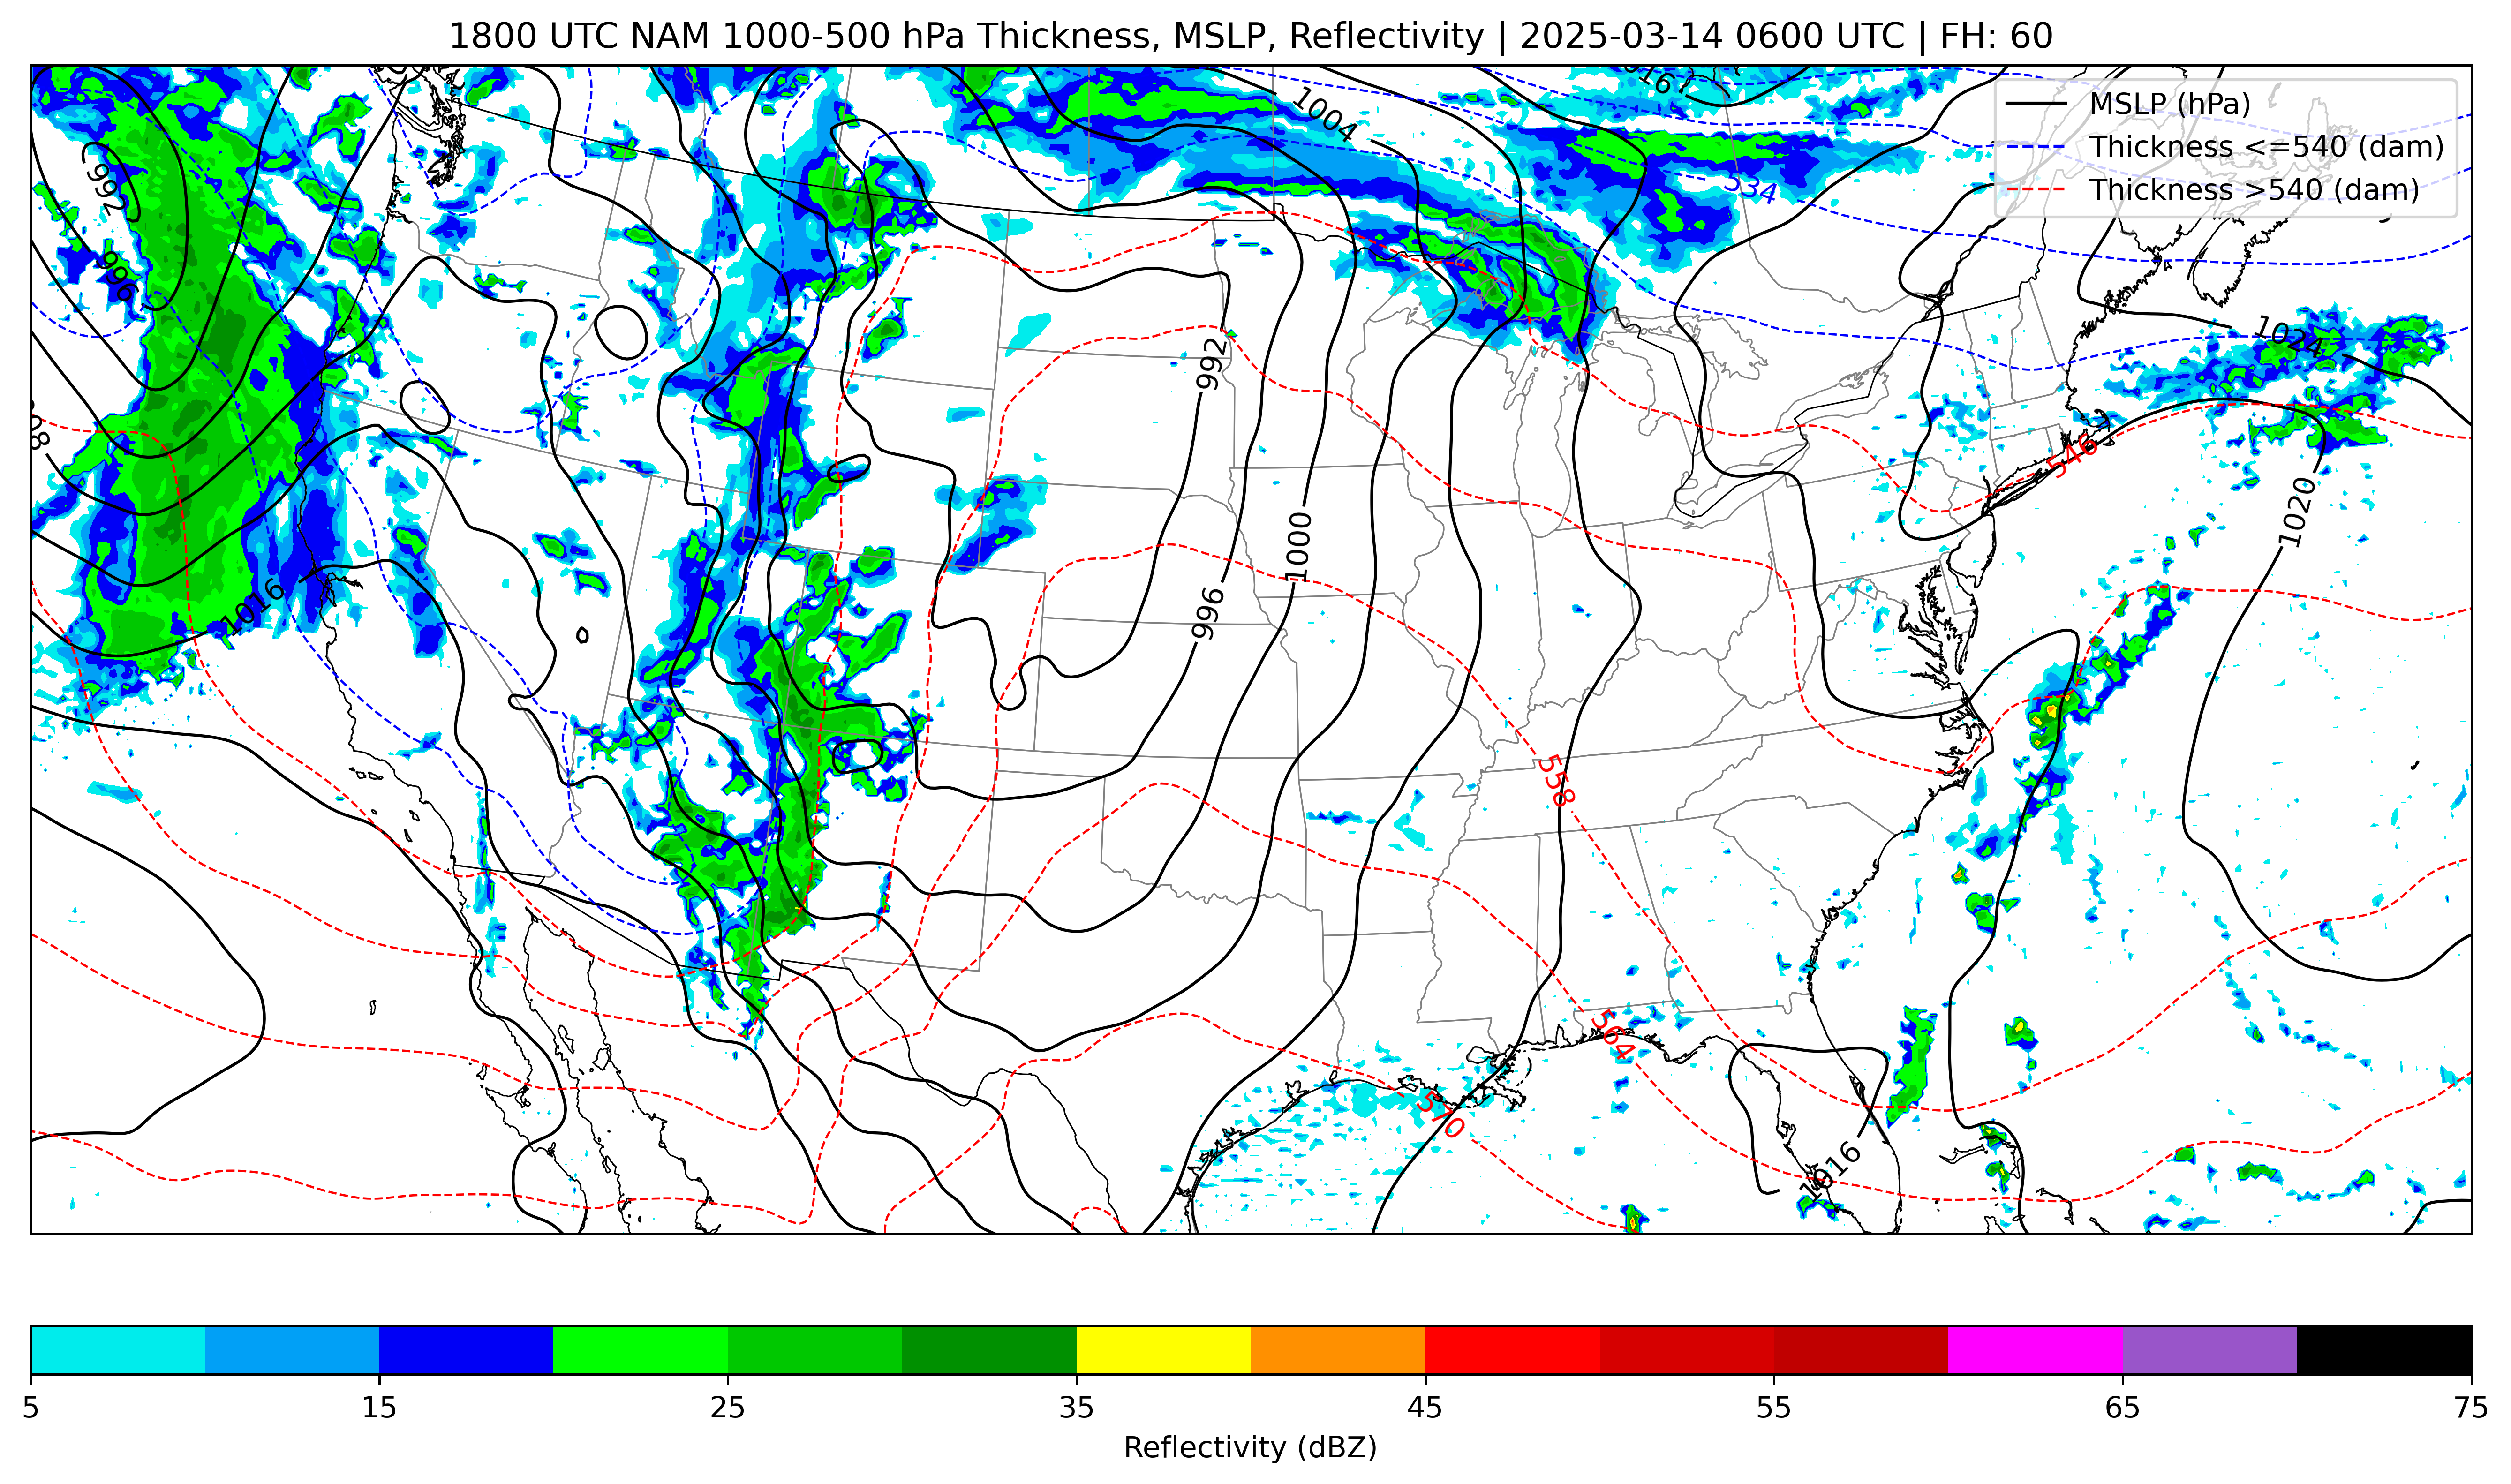 1800 UTC NAM 1000-500 hPa Thickness, MSLP, Reflectivity | 2025-03-14 0600 UTC | FH: 60
MSLP (hPa)
Thickness <=540 (dam)
Thickness >540 (dam)
1004
992
534
996
1024
992
546
1020
1000
1016
996
558
564
570
1016
5 15 25 35 45 55 65 75
Reflectivity (dBZ)